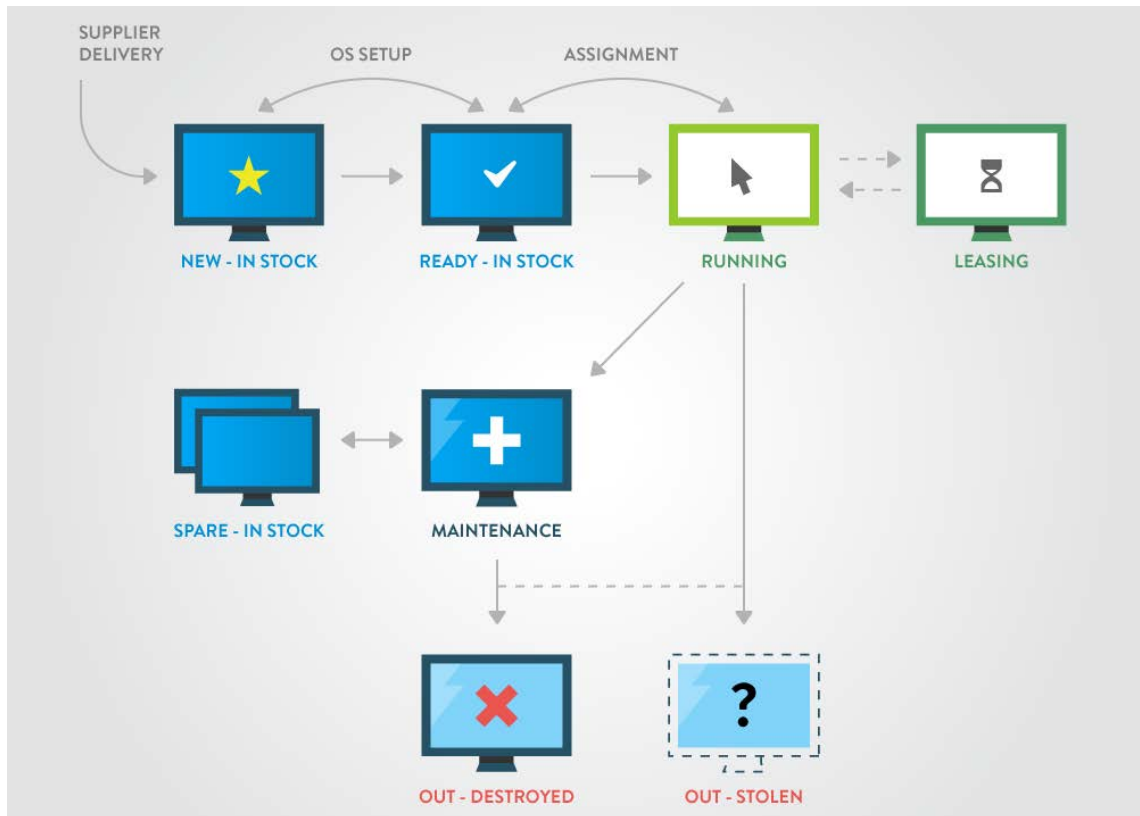 SUPPLIER
DELIVERY
OS SETUP
ASSIGNMENT
NEW - IN STOCK
READY - IN STOCK
RUNNING
LEASING
SPARE - IN STOCK
MAINTENANCE
?
OUT - DESTROYED
OUT - STOLEN